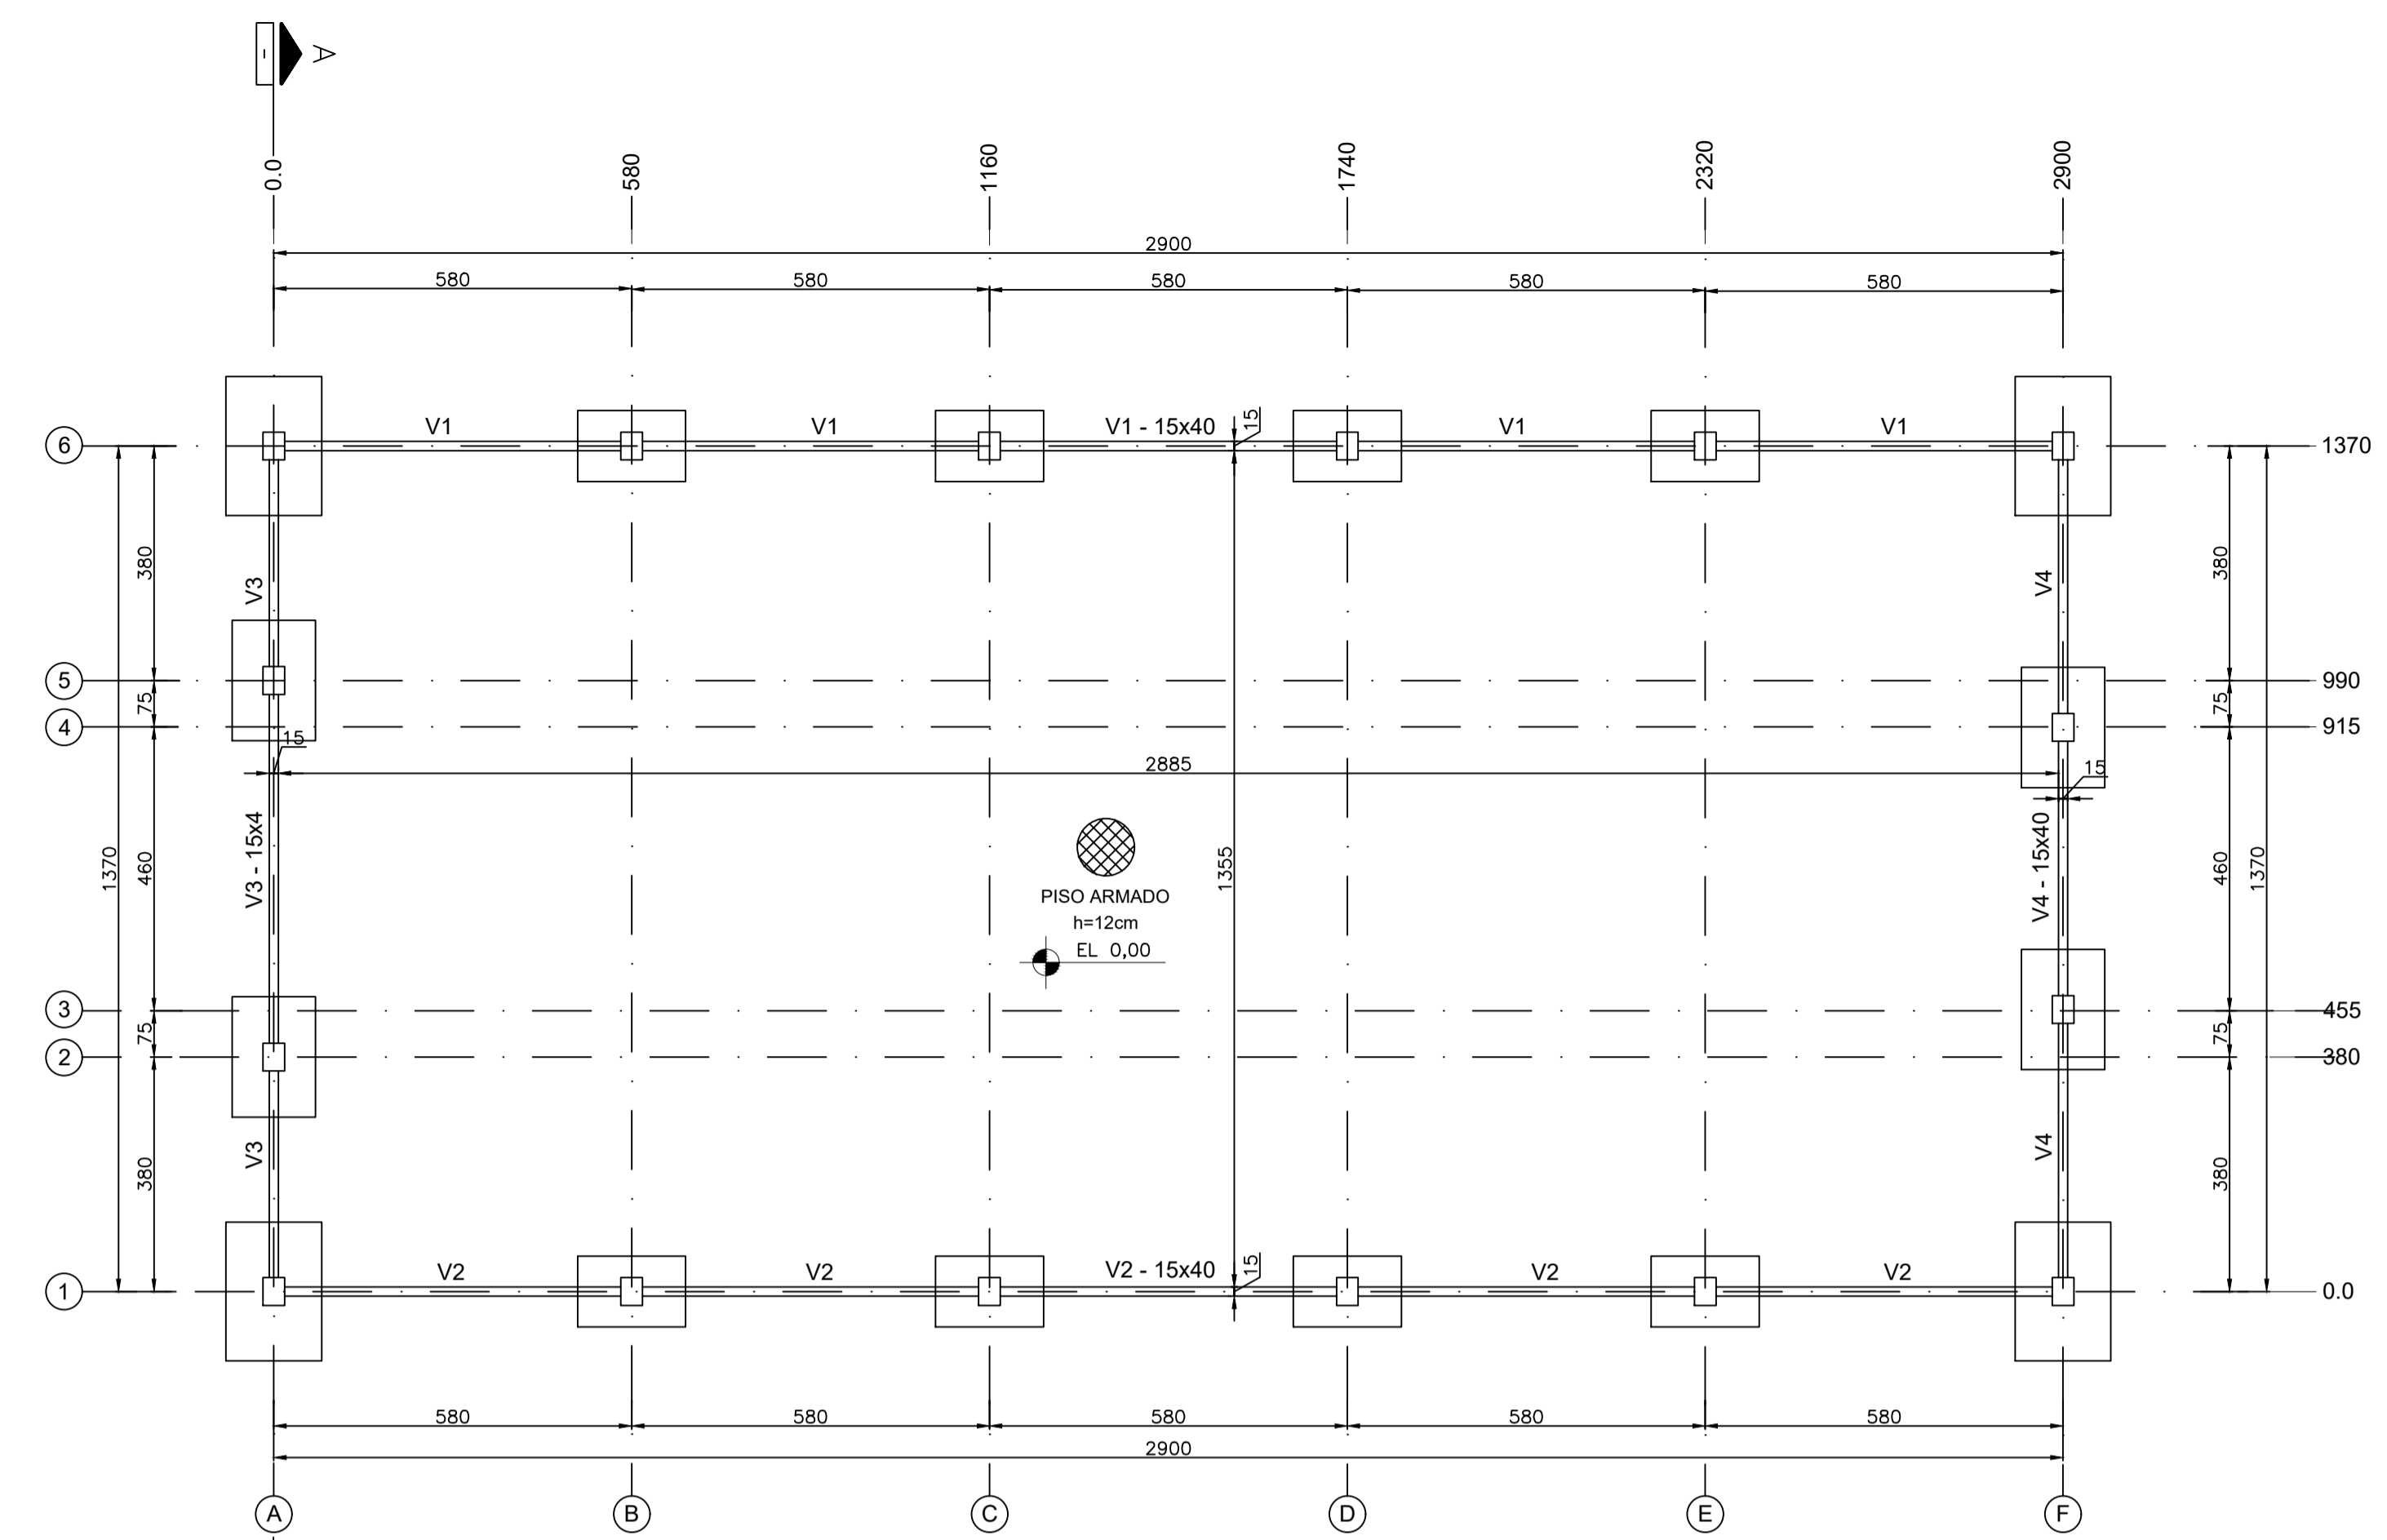 A
-
0.0
580
1160
1740
2320
2900
2900
580
580
580
580
580
V1
V1
V1 - 15x40
15
V1
V1
6
1370
380
V3
V4
380
5
990
75
75
4
915
15
2885
15
1370
460
V3 - 15x4
PISO ARMADO
h=12cm
EL 0,00
1355
V4 - 15x40
460
1370
3
455
75
75
2
380
380
V3
V4
380
V2
V2
V2 - 15x40
15
V2
V2
1
0.0
580
580
580
580
580
2900
A
B
C
D
E
F